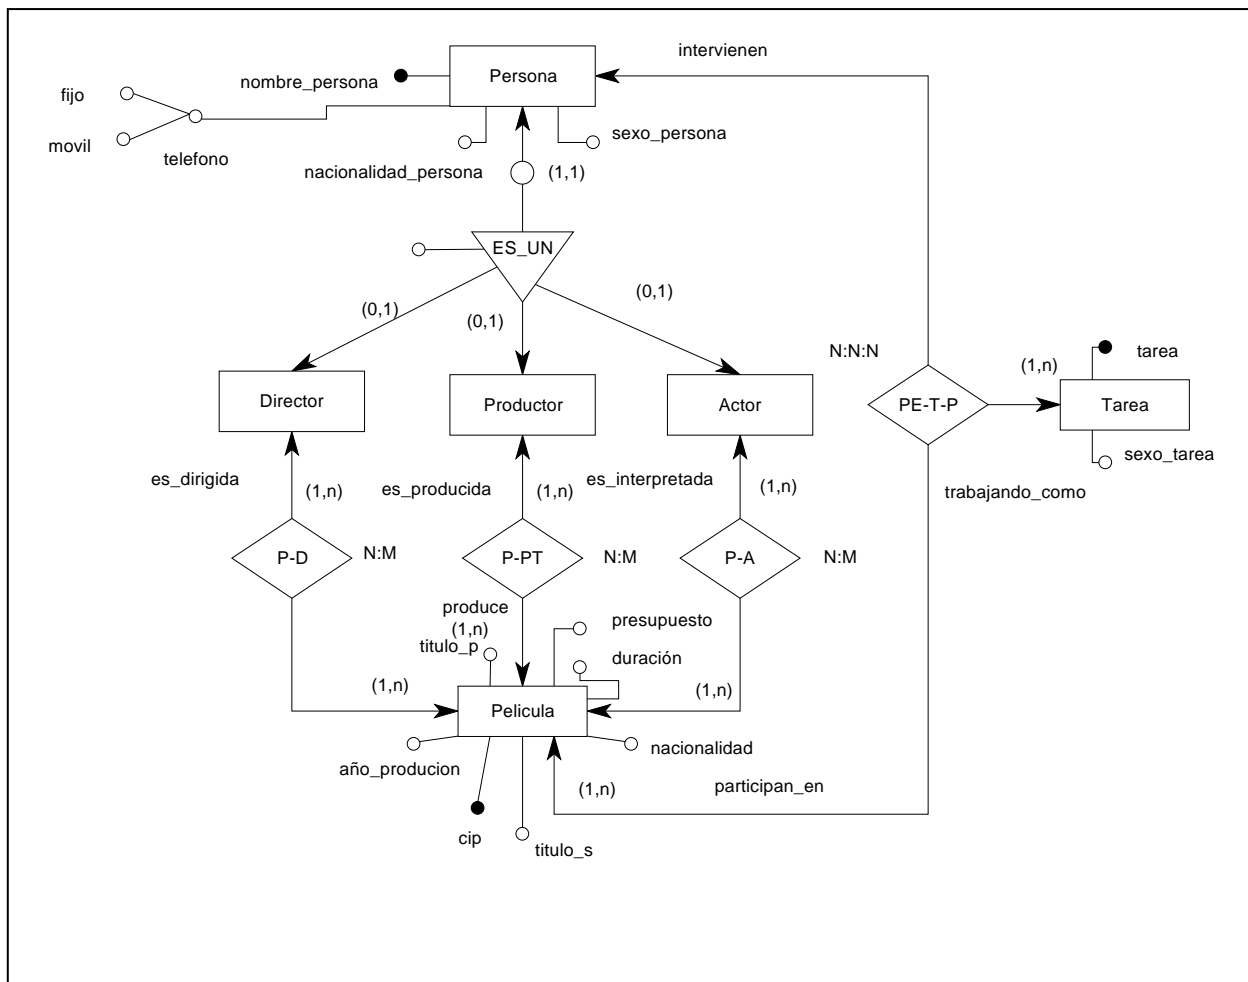 intervienen
Persona
nombre_persona
fijo
sexo_persona
movil
telefono
nacionalidad_persona
(1,1)
ES_UN
(0,1)
(0,1)
(0,1)
N:N:N
tarea
(1,n)
Director
Productor
Actor
PE-T-P
Tarea
sexo_tarea
es_dirigida
es_producida
es_interpretada
(1,n)
(1,n)
(1,n)
trabajando_como
P-D
N:M
P-PT
N:M
P-A
N:M
produce
(1,n)
titulo_p
presupuesto
duración
(1,n)
(1,n)
Pelicula
año_producion
nacionalidad
(1,n)
participan_en
cip
titulo_s